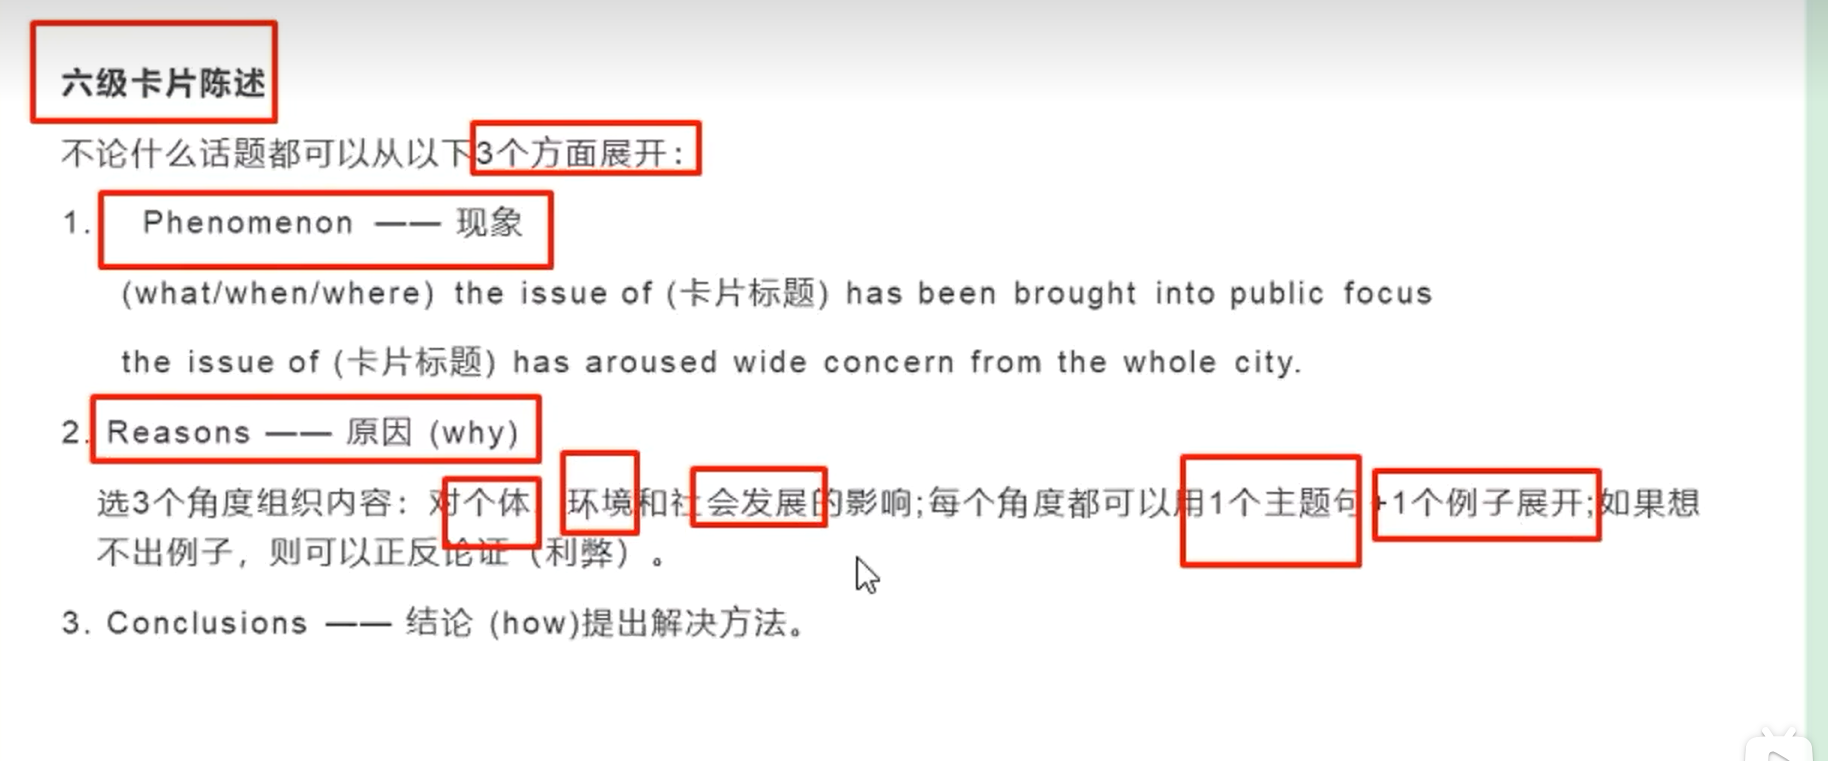 六级卡片陈述
不论什么话题都可以从以下3个方面展开：
1. Phenomenon —— 现象
(what/when/where) the issue of (卡片标题) has been brought into public focus
the issue of (卡片标题) has aroused wide concern from the whole city.
2. Reasons —— 原因 (why)
选3个角度组织内容：对个体、环境和社会发展的影响;每个角度都可以用1个主题句+1个例子展开;如果想
不出例子，则可以正反论证（利弊）。
3. Conclusions —— 结论 (how)提出解决方法。